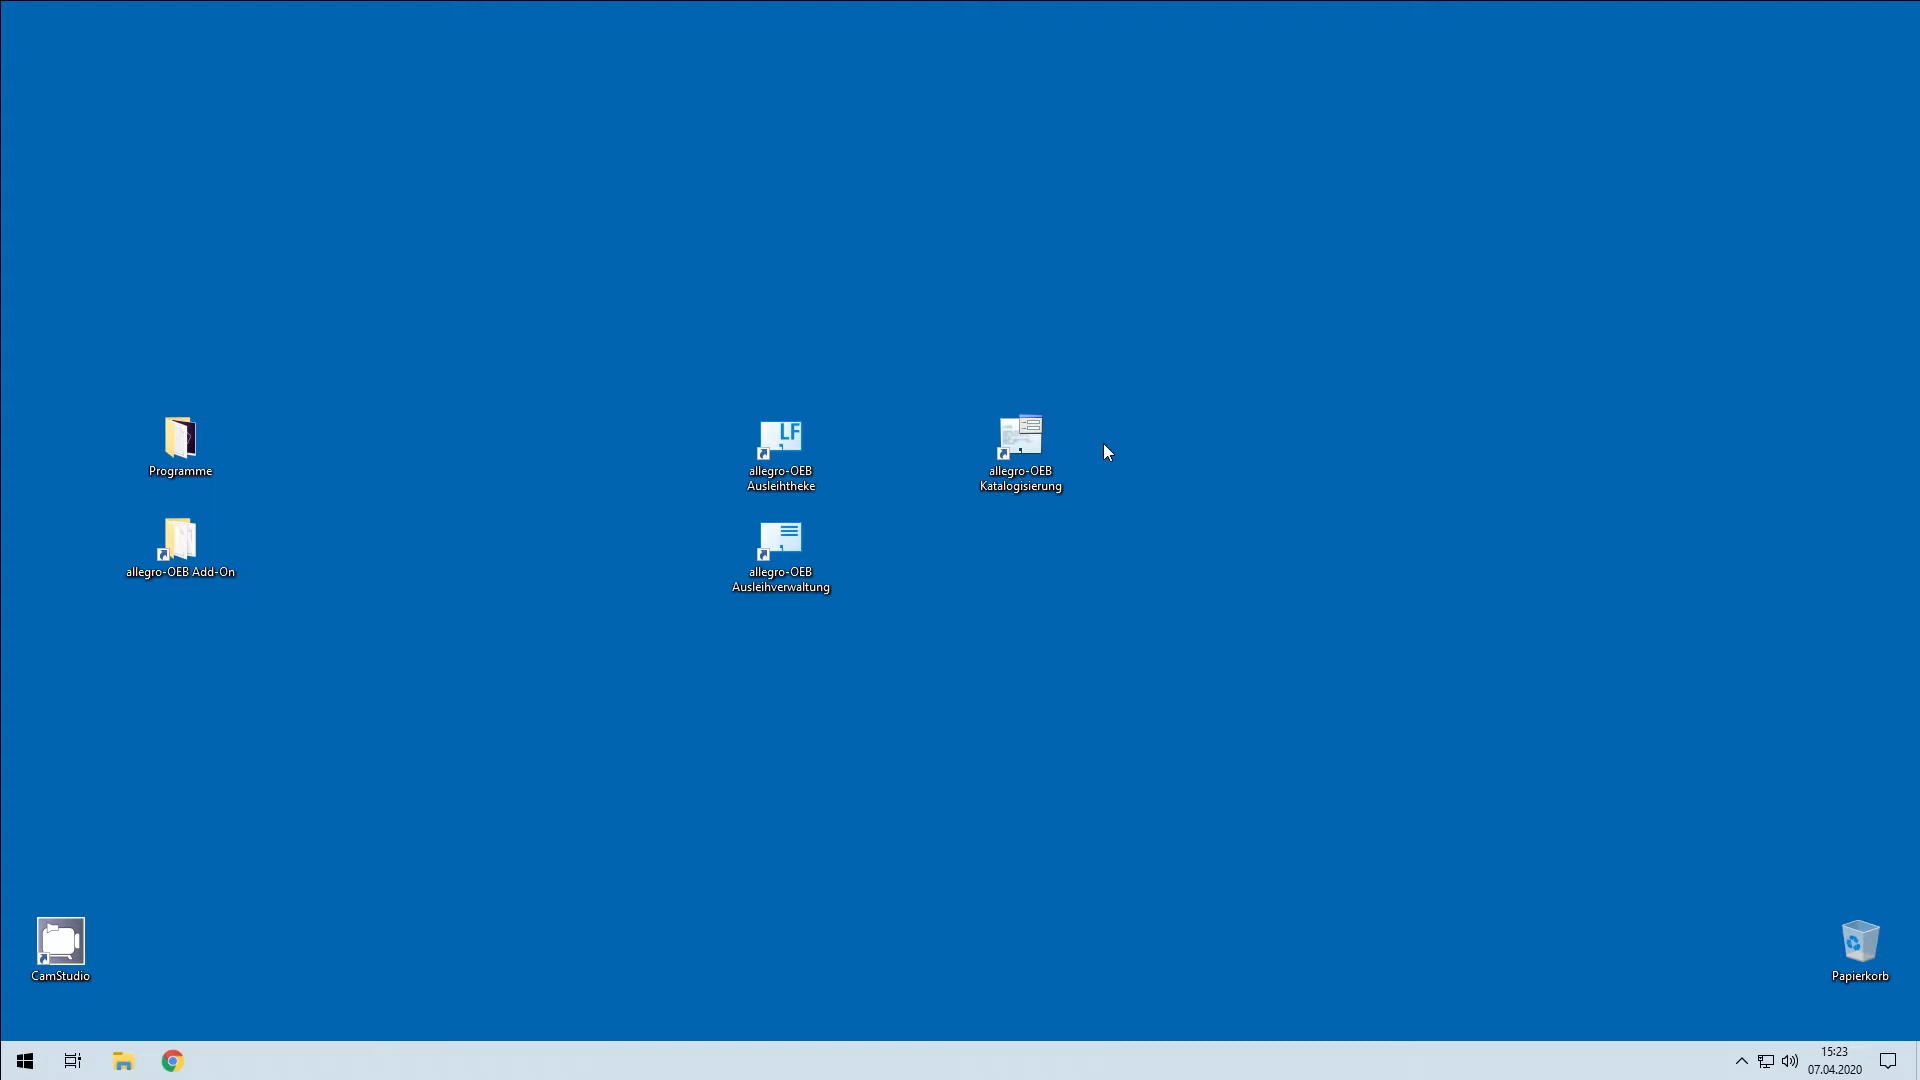 Programme
allegro-OEB
Ausleihtheke
LF
allegro-OEB
Katalogisierung
allegro-OEB Add-On
allegro-OEB
Ausleihverwaltung
CamStudio
Papierkorb
15:23
07.04.2020